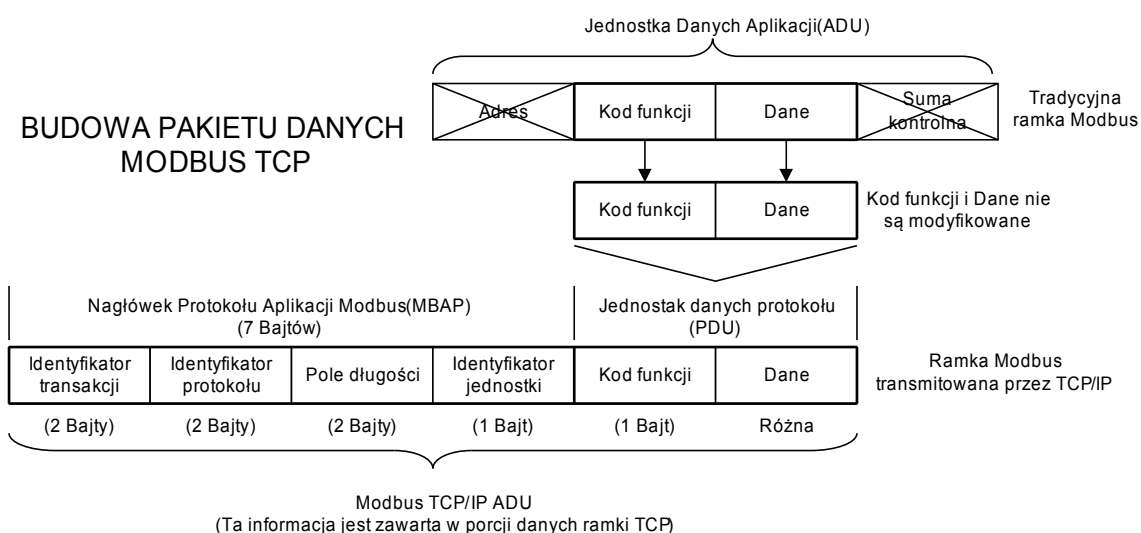 Jednostka Danych Aplikacji(ADU)
BUDOWA PAKIETU DANYCH
MODBUS TCP
Adres
Kod funkcji
Dane
Suma
kontrolna
Tradycyjna
ramka Modbus
Kod funkcji
Dane
Kod funkcji i Dane nie
są modyfikowane
Nagłówek Protokołu Aplikacji Modbus(MBAP)
(7 Bajtów)
Jednostak danych protokołu
(PDU)
Identyfikator
transakcji
Identyfikator
protokołu
Pole długości
Identyfikator
jednostki
Kod funkcji
Dane
Ramka Modbus
transmitowana przez TCP/IP
(2 Bajty)
(2 Bajty)
(2 Bajty)
(1 Bajt)
(1 Bajt)
Różna
Modbus TCP/IP ADU
(Ta informacja jest zawarta w porcji danych ramki TCP)